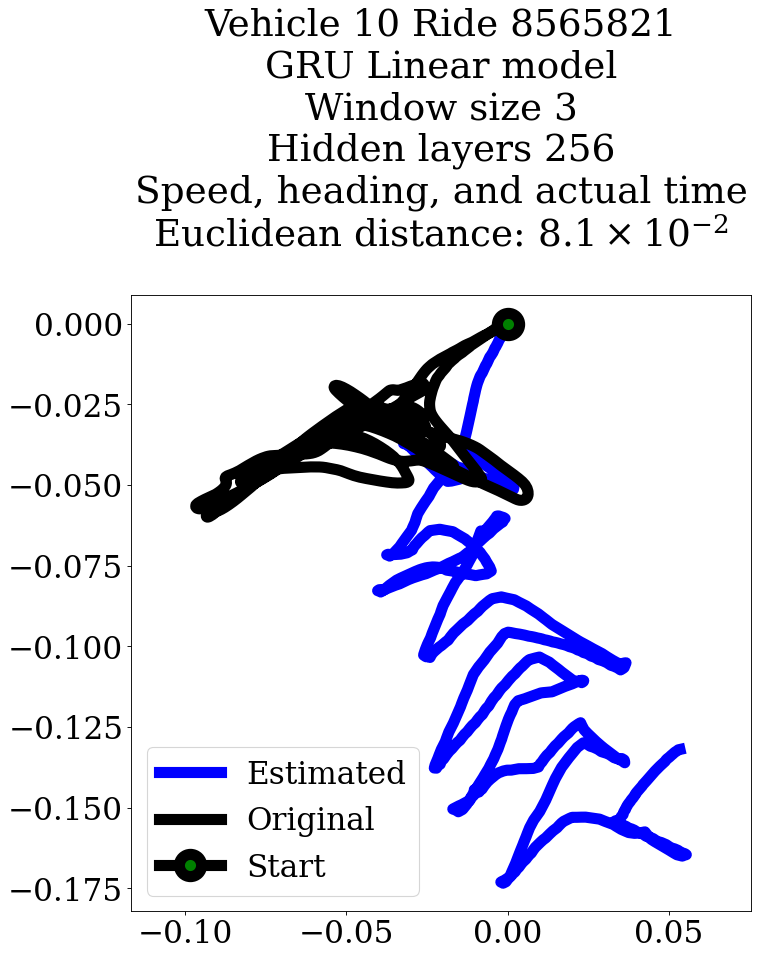 Vehicle 10 Ride 8565821
GRU Linear model
Window size 3
Hidden layers 256
Speed, heading, and actual time
Euclidean distance: 8.1 × 10⁻²
0.000
−0.025
−0.050
−0.075
−0.100
−0.125
−0.150
−0.175
Estimated
Original
Start
−0.10
−0.05
0.00
0.05